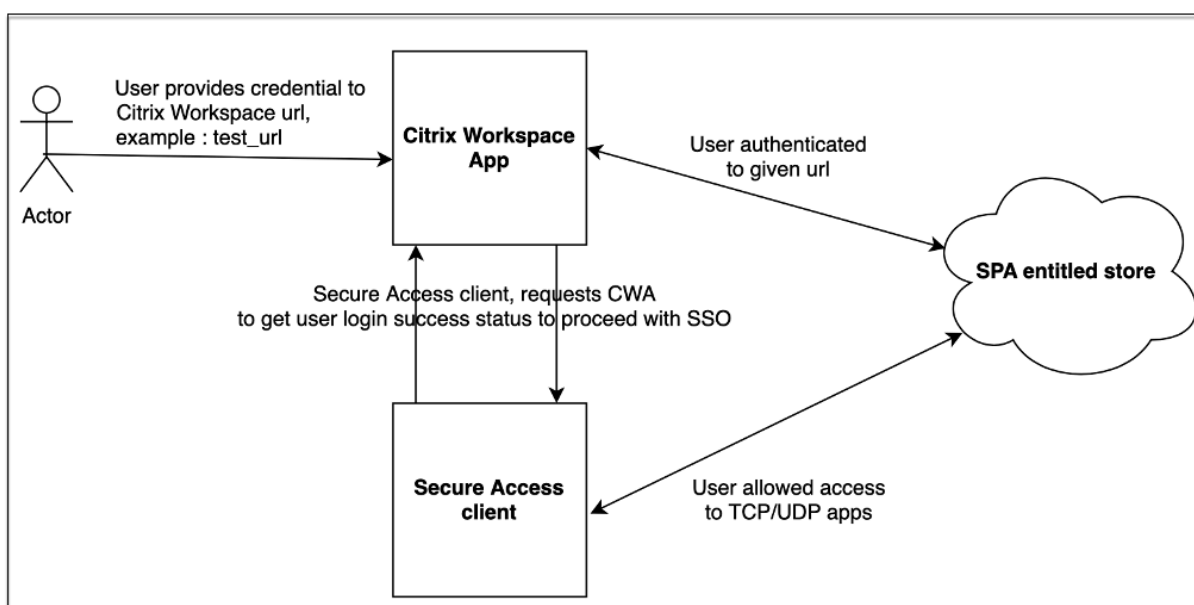 User provides credential to
Citrix Workspace url,
example : test_url
Actor
Citrix Workspace
App
User authenticated
to given url
SPA entitled store
Secure Access client, requests CWA
to get user login success status to proceed with SSO
Secure Access
client
User allowed access
to TCP/UDP apps